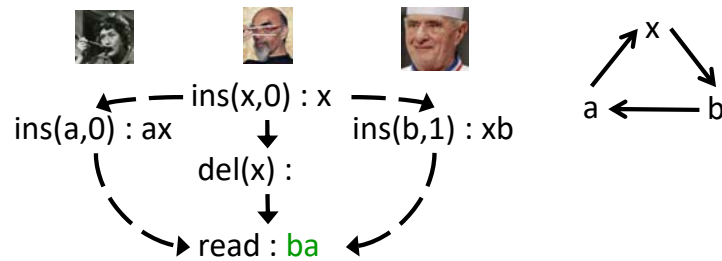 ins(x,0) : x
ins(a,0) : ax
ins(b,1) : xb
del(x) :
read : ba
x
a
b